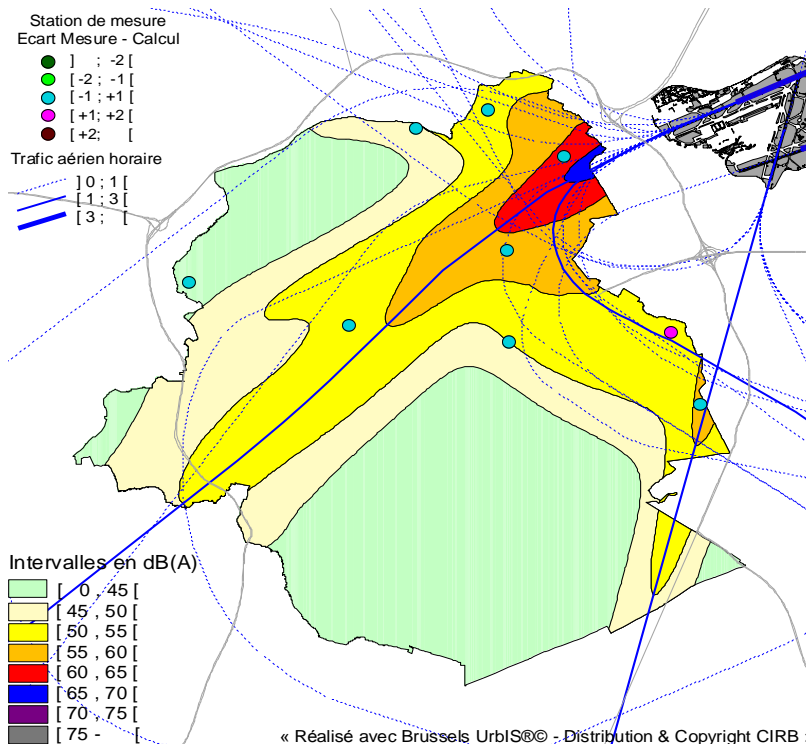 Station de mesure
Ecart Mesure - Calcul
] ; -2 [
[ -2 ; -1 [
[ -1 ; +1 [
[ +1; +2 [
[ +2; [
Trafic aérien horaire
] 0 ; 1 [
[ 1 ; 3 [
[ 3 ; [
Intervalles en dB(A)
[ 0 , 45 [
[ 45 , 50 [
[ 50 , 55 [
[ 55 , 60 [
[ 60 , 65 [
[ 65 , 70 [
[ 70 , 75 [
[ 75 - [
« Réalisé avec Brussels UrbIS®© - Distribution & Copyright CIRB »